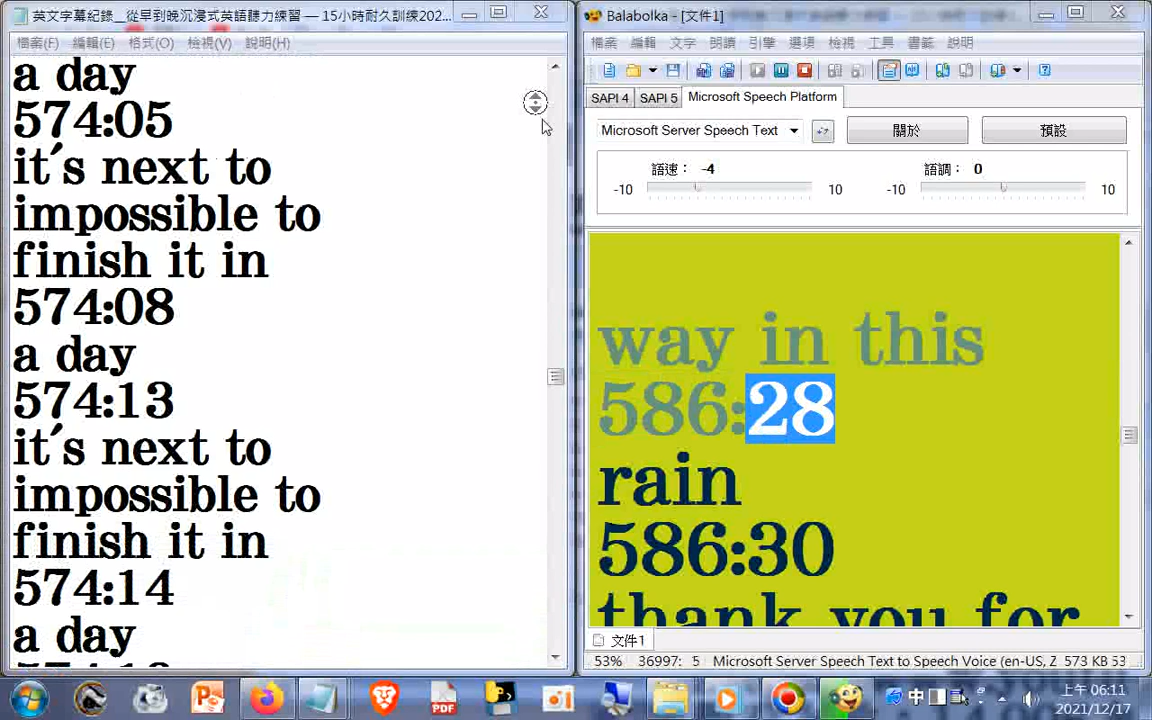 英文字幕紀錄__從早到晚沉浸式英語聽力練習 — 15小時耐久訓練202...
檔案(F) 編輯(E) 格式(O) 檢視(V) 說明(H)
a day
574:05
it's next to
impossible to
finish it in
574:08
a day
574:13
it's next to
impossible to
finish it in
574:14
a day
Balabolka - [文件1]
檔案 編輯 文字 朗讀 引擎 選項 檢視 工具 書籤 說明
SAPI 4 SAPI 5 Microsoft Speech Platform
Microsoft Server Speech Text 關於 預設
語速： -4 語調： 0
-10 10 -10 10
way in this
586:28
rain
586:30
thank you for
文件1
53% 36997: 5 Microsoft Server Speech Text to Speech Voice (en-US, Z 573 KB 53
PDF
中
上午 06:11
2021/12/17